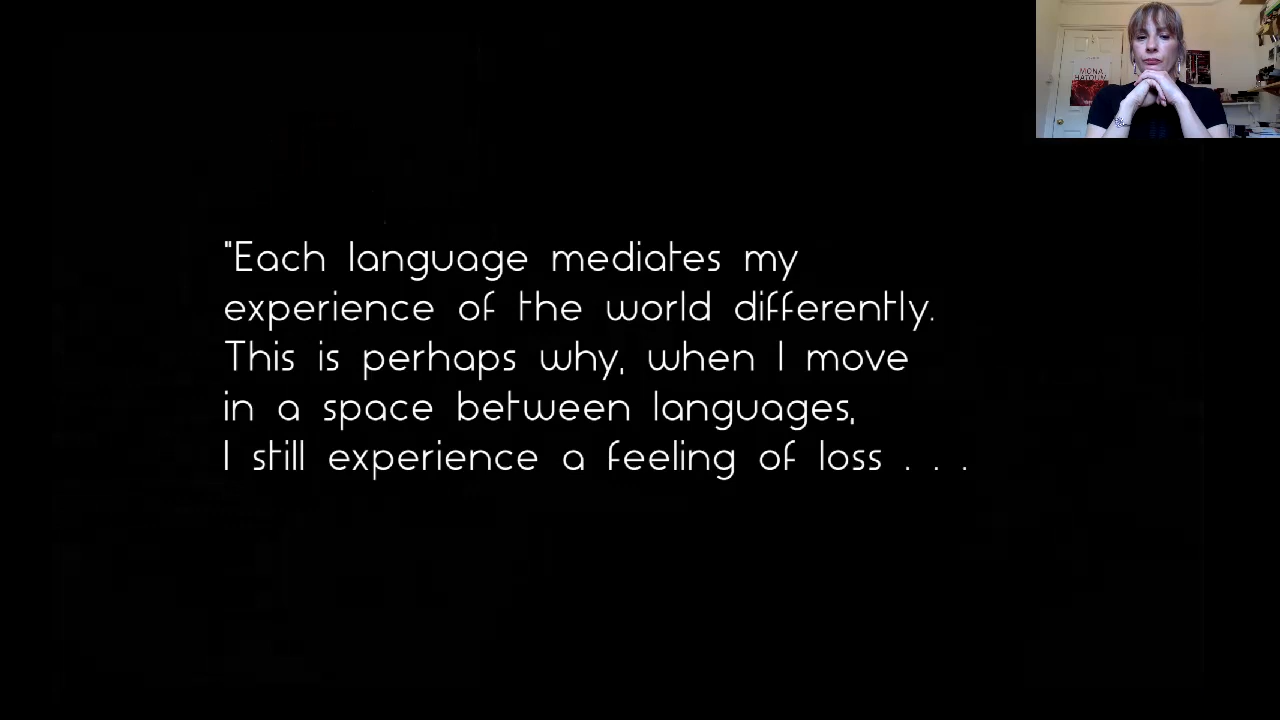 "Each language mediates my
experience of the world differently.
This is perhaps why, when I move
in a space between languages,
I still experience a feeling of loss . . .
MONA